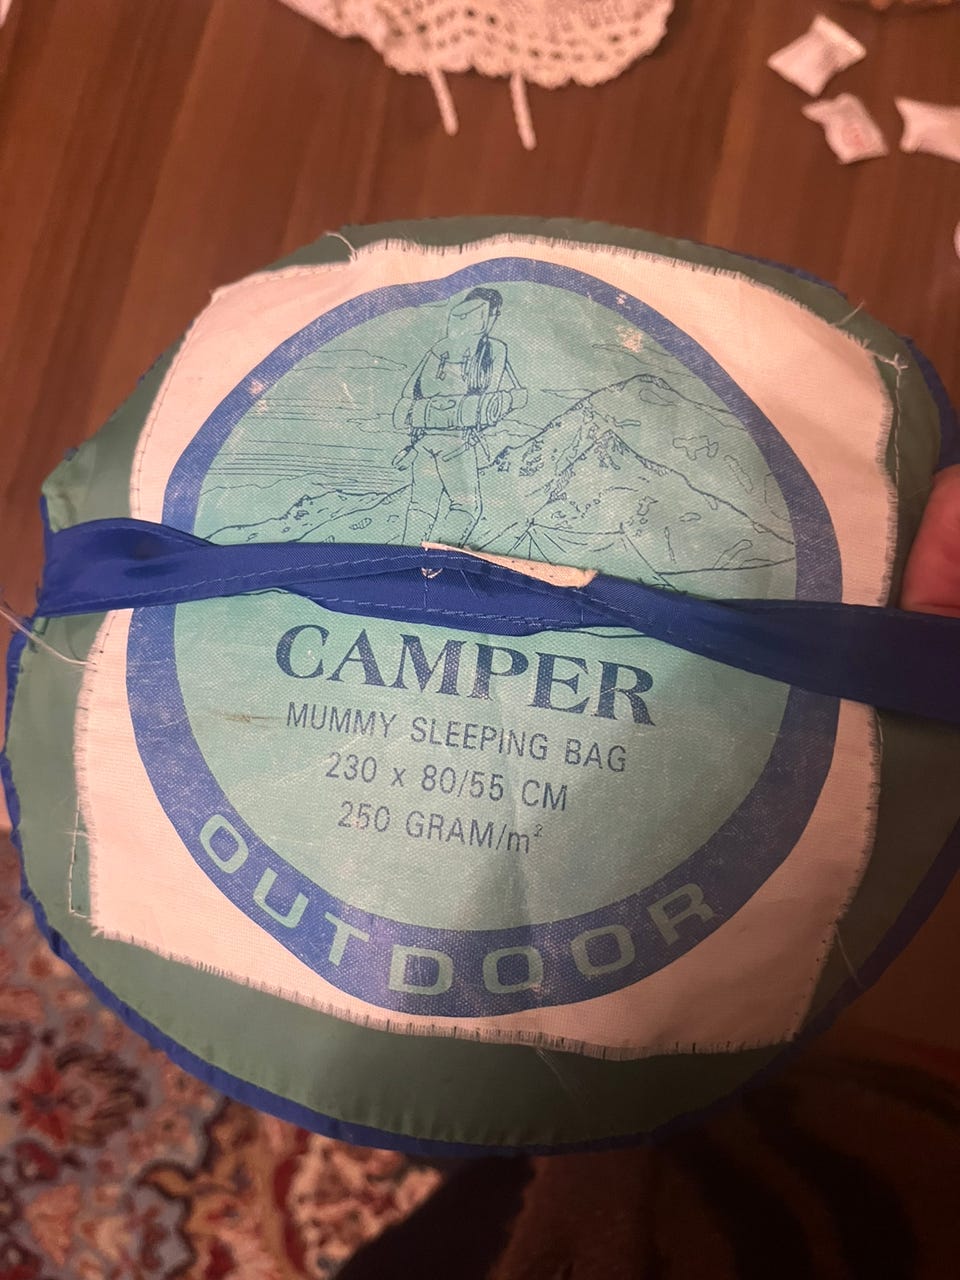 CAMPER
MUMMY SLEEPING BAG
230 x 80/55 CM
250 GRAM/m²
OUTDOOR